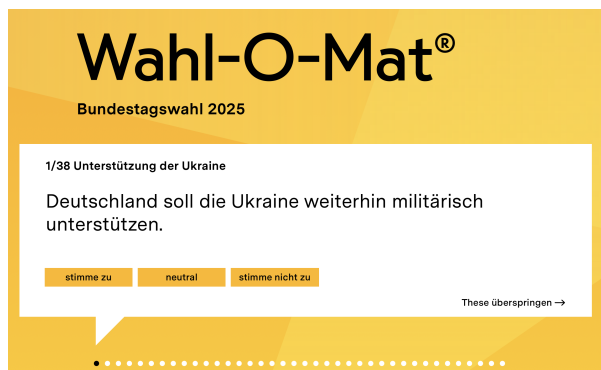 Wahl-O-Mat®
Bundestagswahl 2025
1/38 Unterstützung der Ukraine
Deutschland soll die Ukraine weiterhin militärisch
unterstützen.
stimme zu
neutral
stimme nicht zu
These überspringen →